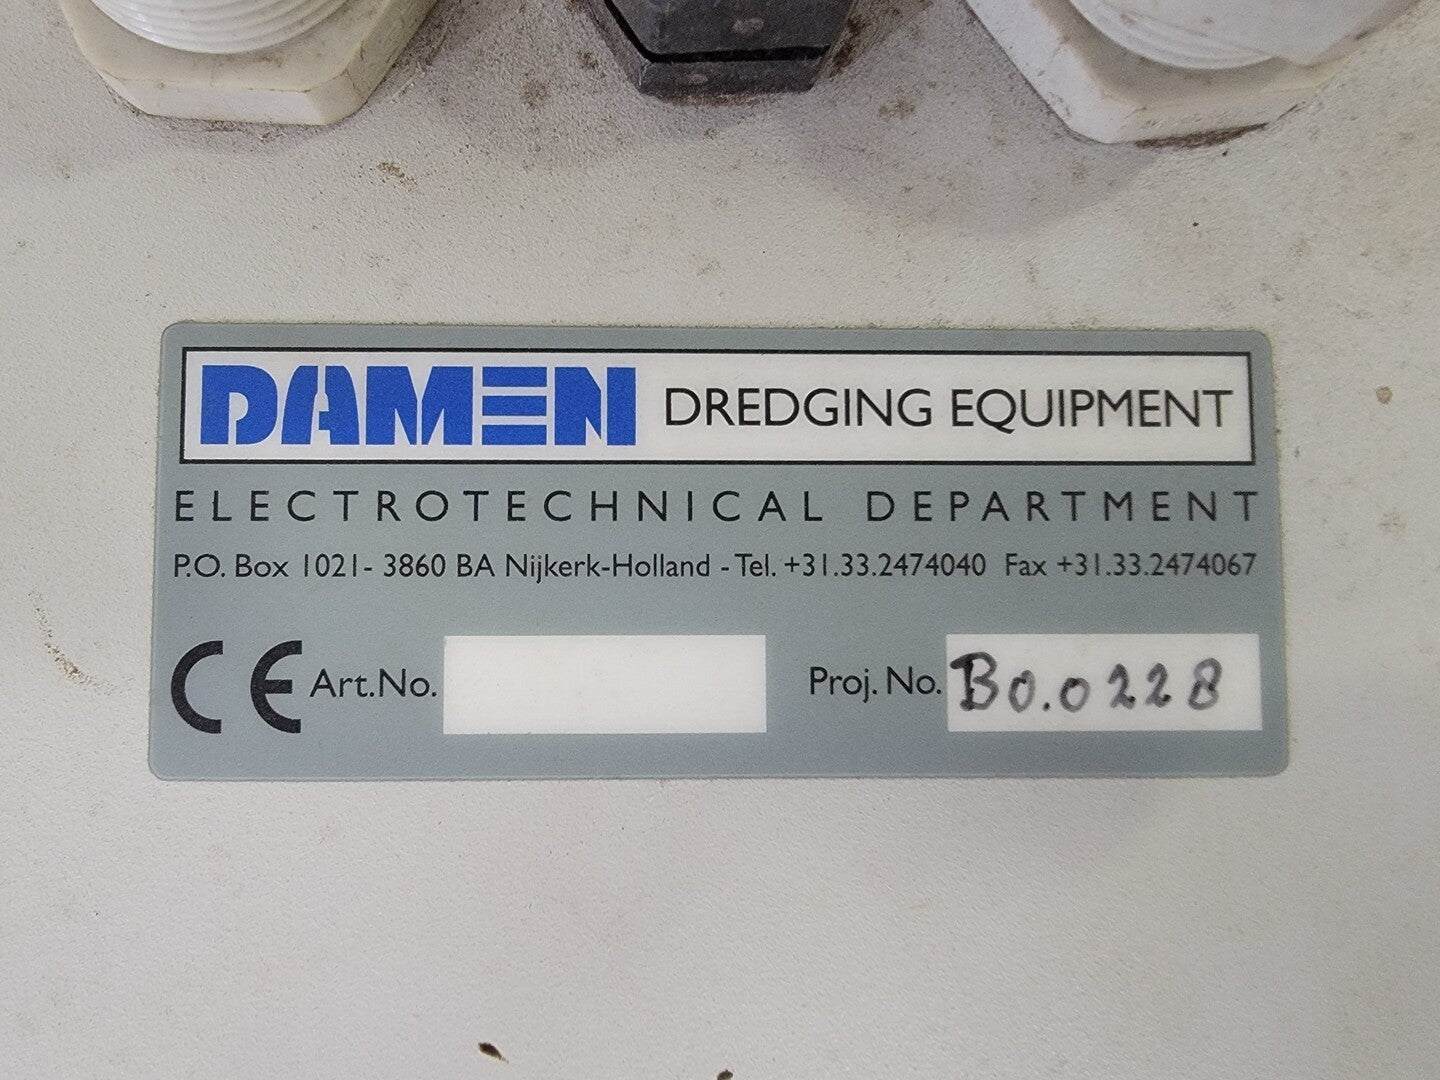 DAMEN DREDGING EQUIPMENT
ELECTROTECHNICAL DEPARTMENT
P.O. Box 1021- 3860 BA Nijkerk-Holland - Tel. +31.33.2474040 Fax +31.33.2474067
CE Art.No. Proj. No. B0.0228